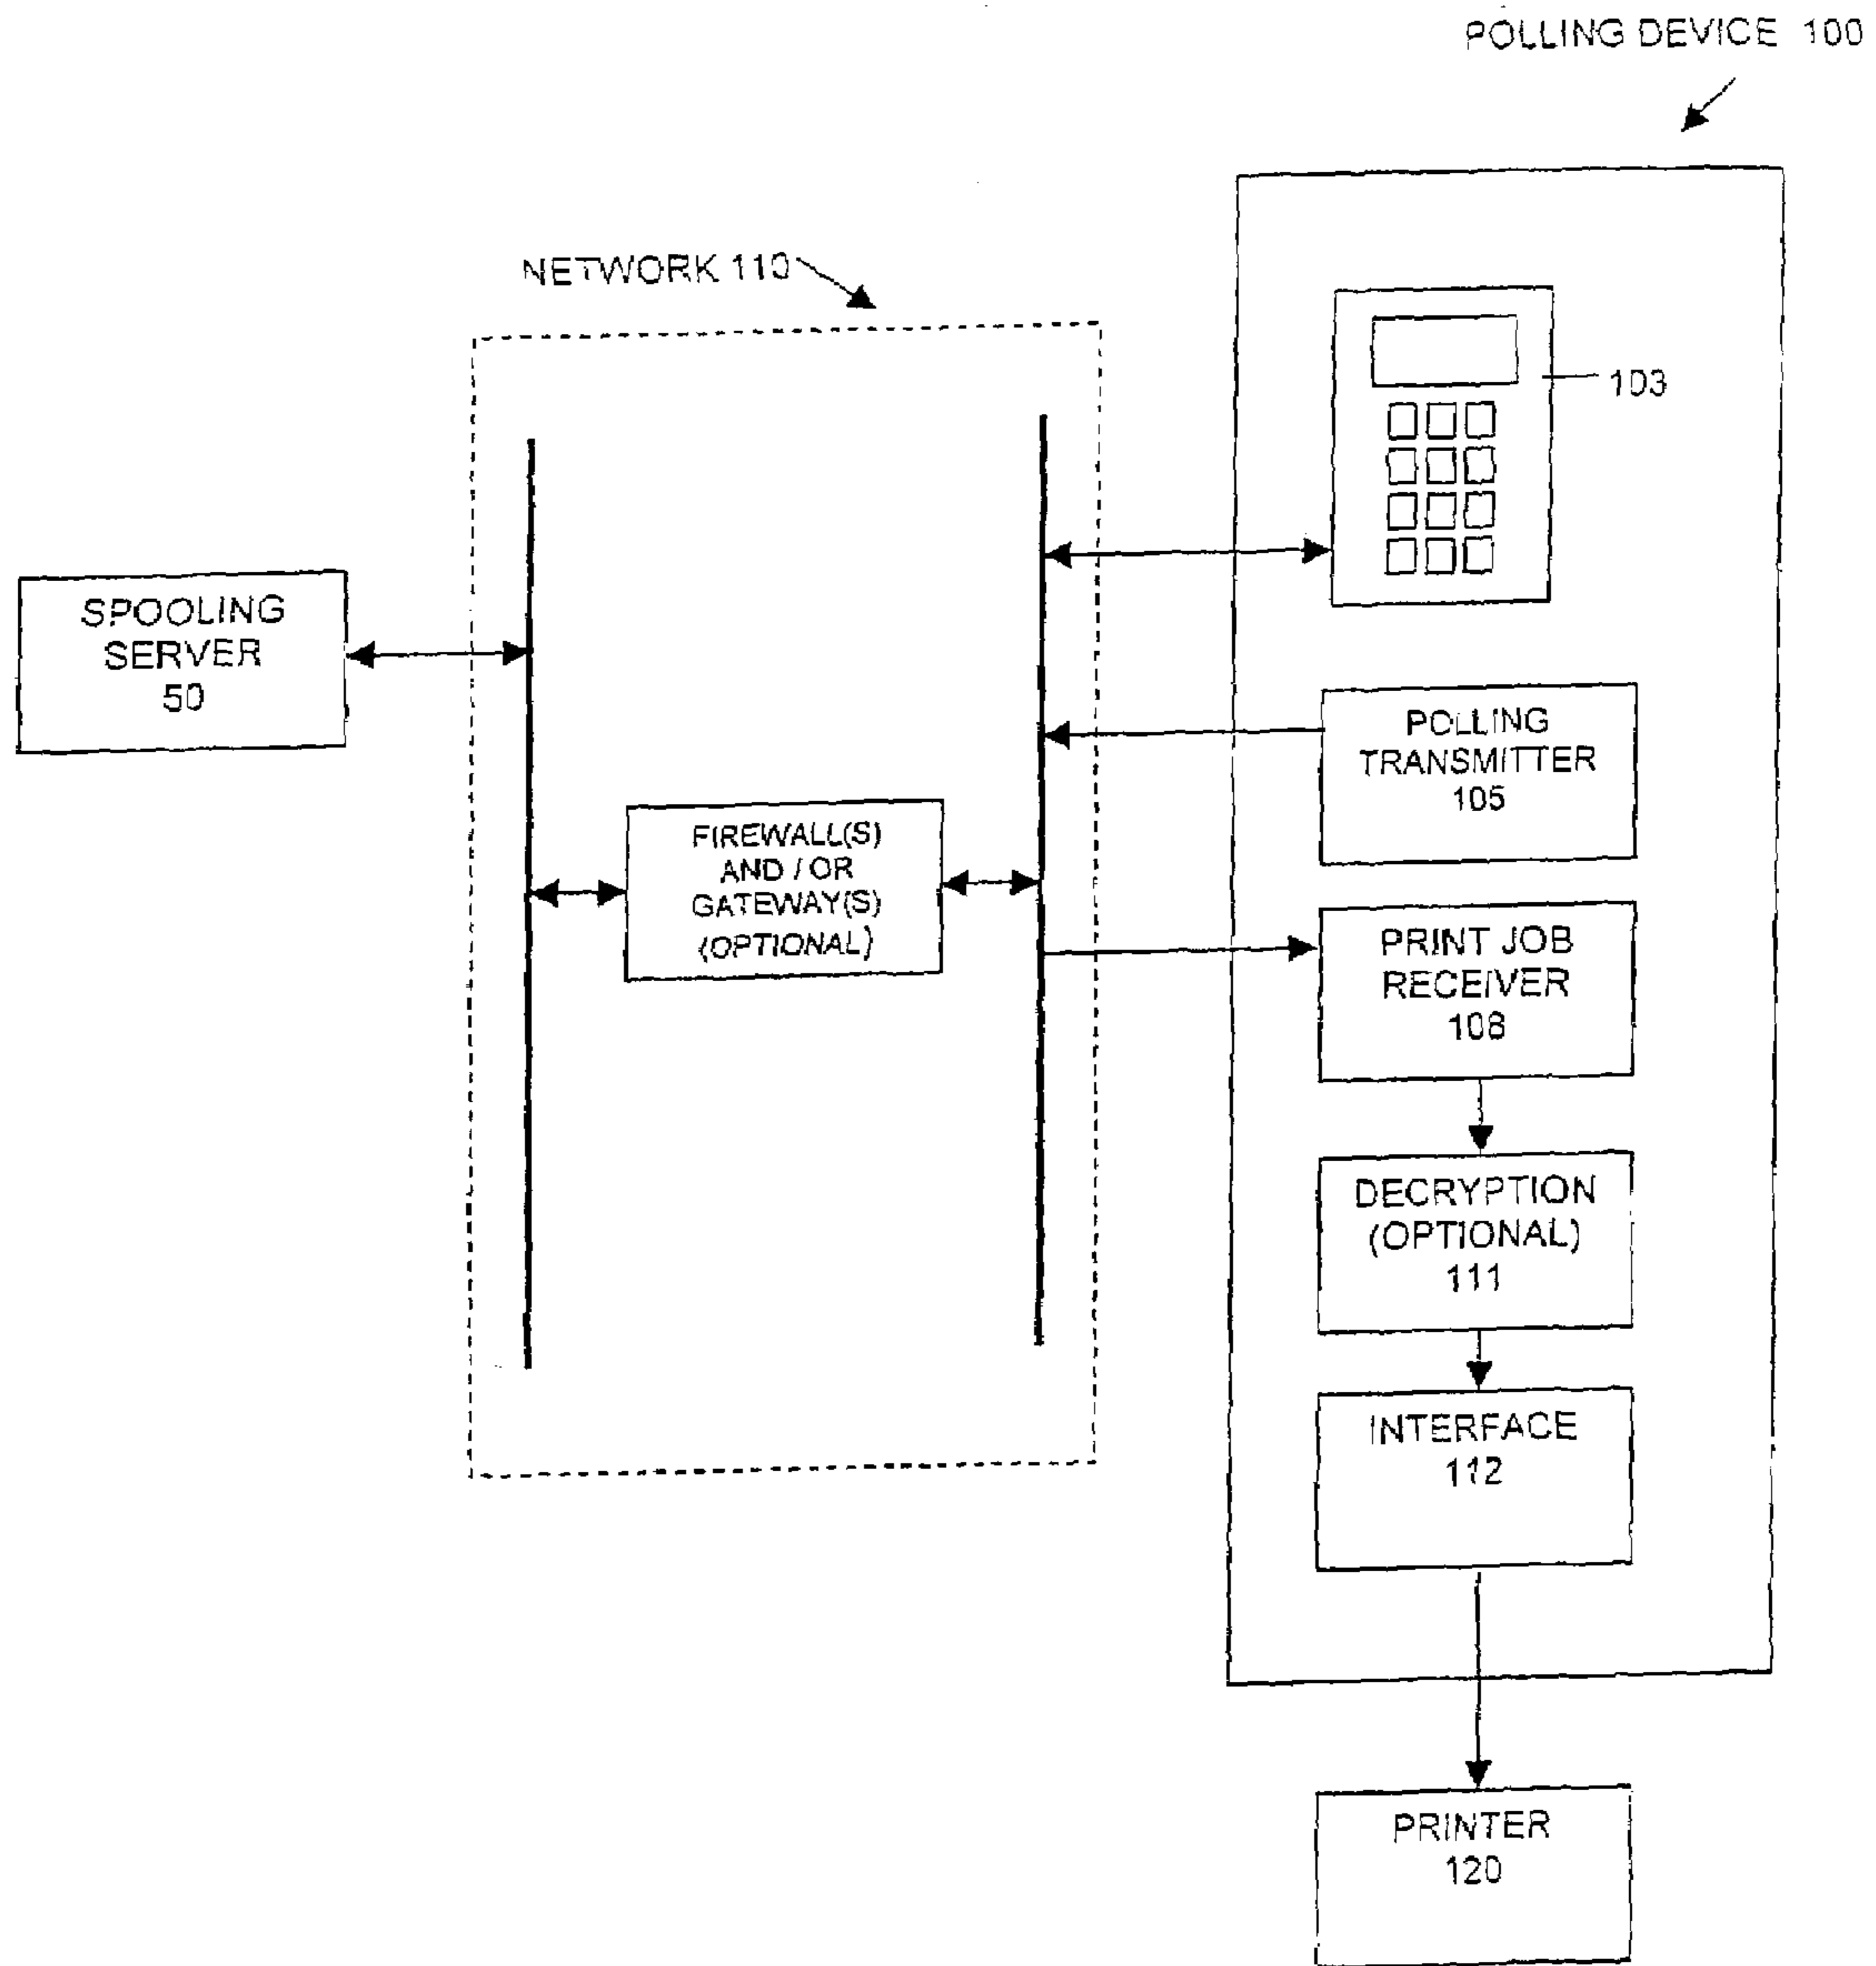 POLLING DEVICE 100
NETWORK 110
103
SPOOLING
SERVER
50
POLLING
TRANSMITTER
105
FIREWALL(S)
AND / OR
GATEWAY(S)
(OPTIONAL)
PRINT JOB
RECEIVER
108
DECRYPTION
(OPTIONAL)
111
INTERFACE
112
PRINTER
120